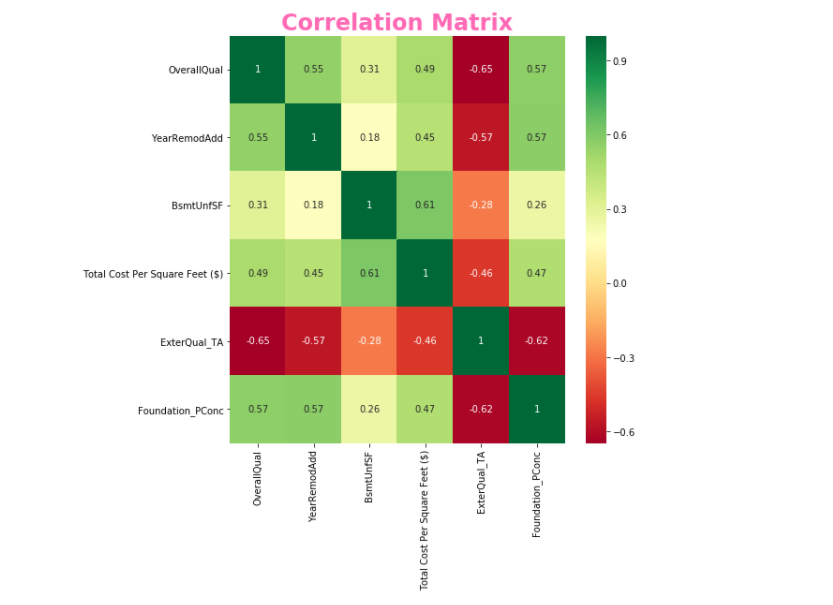 Correlation Matrix
OverallQual 1 0.55 0.31 0.49 -0.65 0.57
YearRemodAdd 0.55 1 0.18 0.45 -0.57 0.57
BsmtUnfSF 0.31 0.18 1 0.61 -0.28 0.26
Total Cost Per Square Feet ($) 0.49 0.45 0.61 1 -0.46 0.47
ExterQual_TA -0.65 -0.57 -0.28 -0.46 1 -0.62
Foundation_PConc 0.57 0.57 0.26 0.47 -0.62 1
OverallQual
YearRemodAdd
BsmtUnfSF
Total Cost Per Square Feet ($)
ExterQual_TA
Foundation_PConc
0.9
0.6
0.3
0.0
−0.3
−0.6